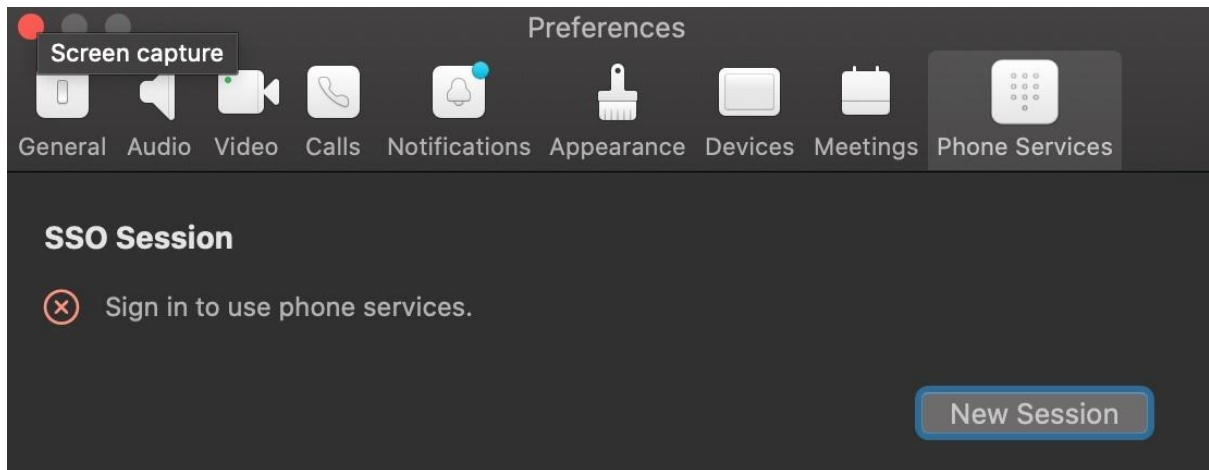 Preferences
Screen capture
General Audio Video Calls Notifications Appearance Devices Meetings Phone Services
SSO Session
Sign in to use phone services.
New Session